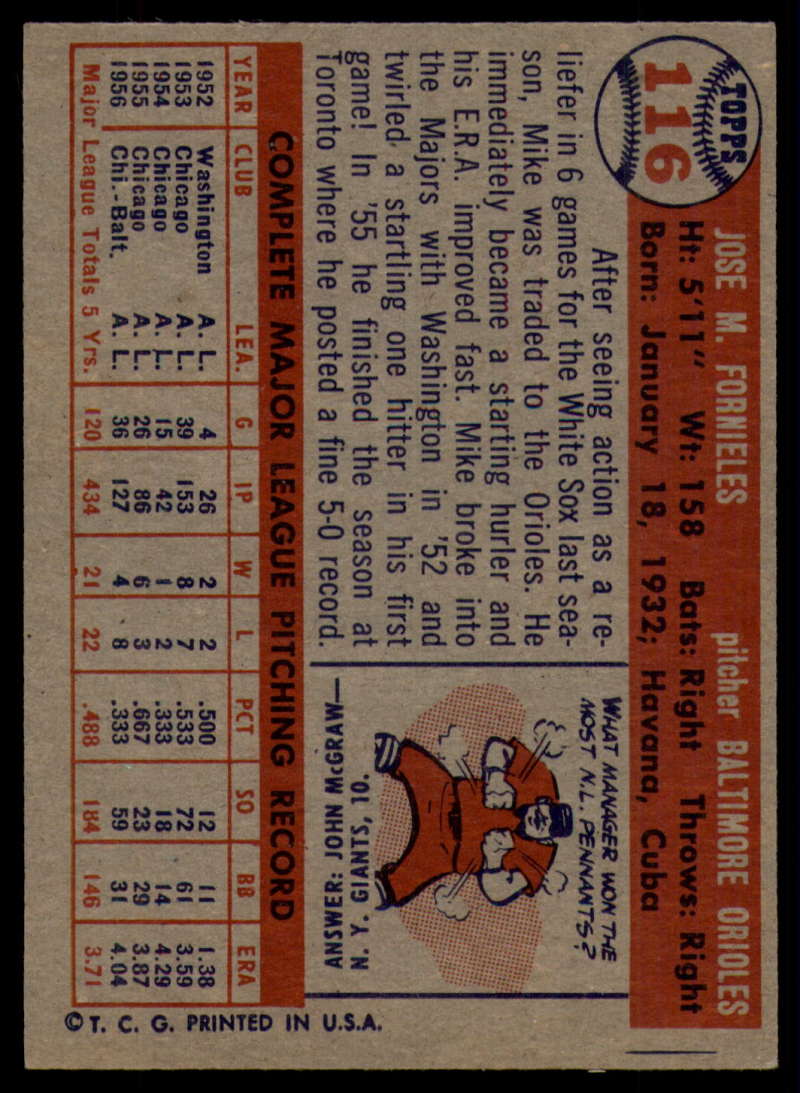 TOPPS
116
JOSE M. FORNIELES pitcher BALTIMORE ORIOLES
Ht: 5'11" Wt: 158 Bats: Right Throws: Right
Born: January 18, 1932; Havana, Cuba
After seeing action as a re-
liefer in 6 games for the White Sox last sea-
son, Mike was traded to the Orioles. He
immediately became a starting hurler and
his E.R.A. improved fast. Mike broke into
the Majors with Washington in '52 and
twirled a startling one hitter in his first
game! In '55 he finished the season at
Toronto where he posted a fine 5-0 record.
WHAT MANAGER WON THE
MOST N.L. PENNANTS?
ANSWER: JOHN McGRAW—
N. Y. GIANTS, 10.
COMPLETE MAJOR LEAGUE PITCHING RECORD
YEAR CLUB LEA. G IP W L PCT SO BB ERA
1952 Washington A. L. 4 26 2 2 .500 12 11 1.38
1953 Chicago A. L. 39 153 8 7 .533 72 61 3.59
1954 Chicago A. L. 15 42 1 2 .333 18 14 4.29
1955 Chicago A. L. 26 86 6 3 .667 23 29 3.87
1956 Chi.-Balt. A. L. 36 127 4 8 .333 59 31 4.04
Major League Totals 5 Yrs. 120 434 21 22 .488 184 146 3.71
© T. C. G. PRINTED IN U.S.A.